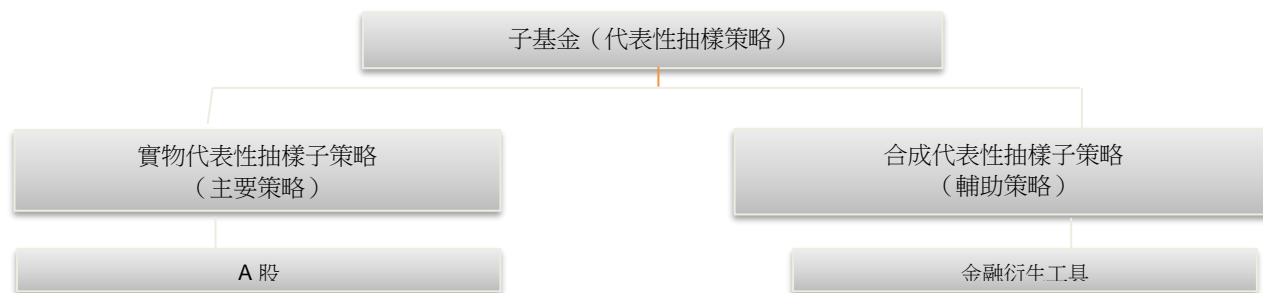 子基金（代表性抽樣策略）
實物代表性抽樣子策略
（主要策略）
合成代表性抽樣子策略
（輔助策略）
A 股
金融衍生工具